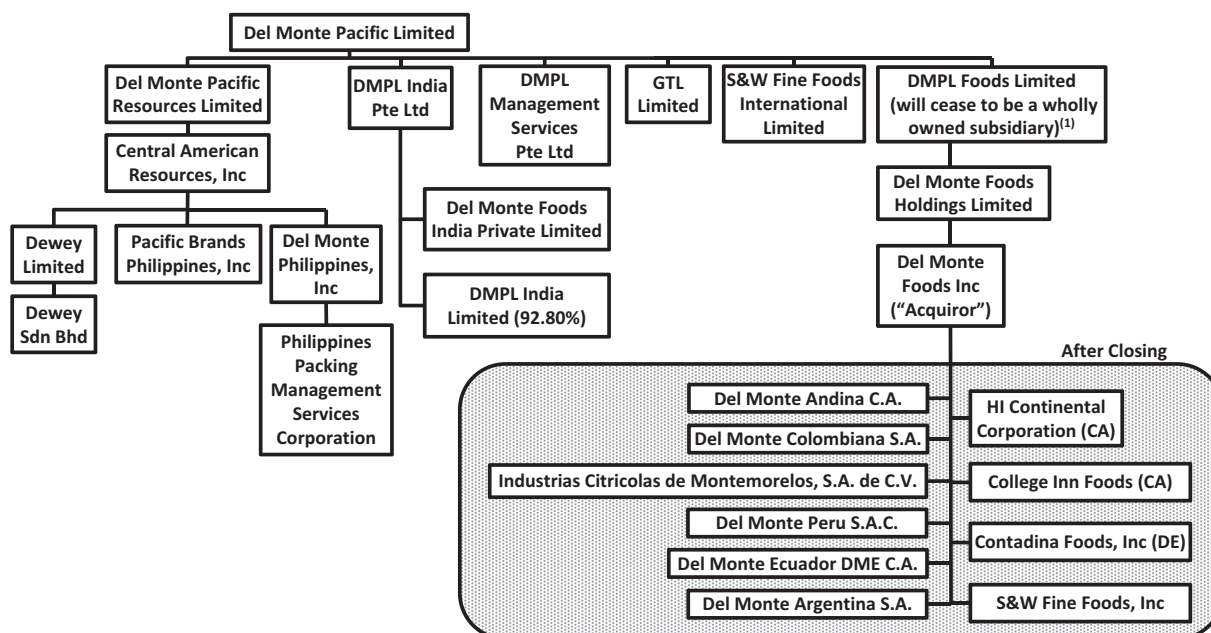 Del Monte Pacific Limited
Del Monte Pacific
Resources Limited
DMPL India
Pte Ltd
DMPL
Management
Services
Pte Ltd
GTL
Limited
S&W Fine Foods
International
Limited
DMPL Foods Limited
(will cease to be a wholly
owned subsidiary)(1)
Central American
Resources, Inc
Del Monte Foods
Holdings Limited
Dewey
Limited
Pacific Brands
Philippines, Inc
Del Monte
Philippines,
Inc
Del Monte Foods
India Private Limited
Del Monte
Foods Inc
(“Acquiror”)
Dewey
Sdn Bhd
DMPL India
Limited (92.80%)
Philippines
Packing
Management
Services
Corporation
After Closing
Del Monte Andina C.A.
HI Continental
Corporation (CA)
Del Monte Colombiana S.A.
Industrias Citricolas de Montemorelos, S.A. de C.V.
College Inn Foods (CA)
Del Monte Peru S.A.C.
Contadina Foods, Inc (DE)
Del Monte Ecuador DME C.A.
Del Monte Argentina S.A.
S&W Fine Foods, Inc